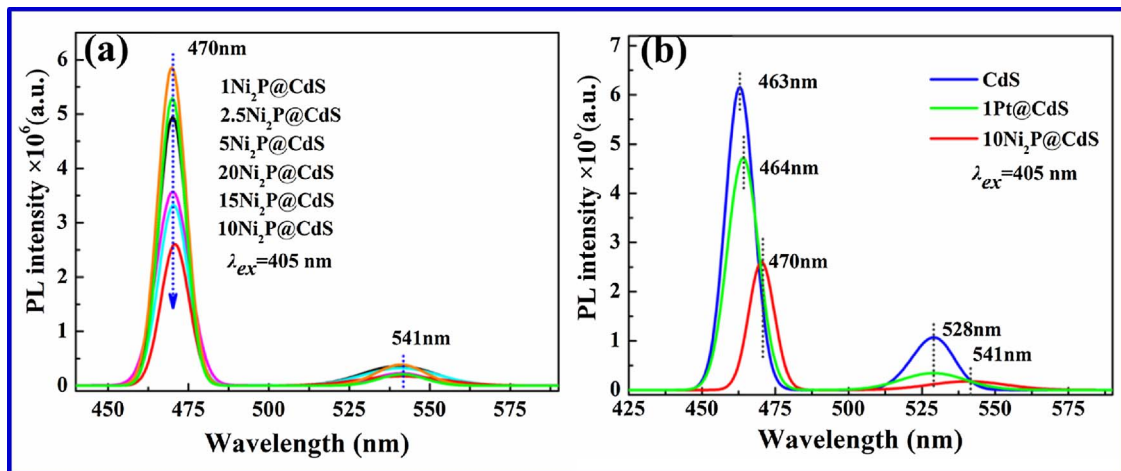 (a)
470nm
1Ni₂P@CdS
2.5Ni₂P@CdS
5Ni₂P@CdS
20Ni₂P@CdS
15Ni₂P@CdS
10Ni₂P@CdS
λex=405 nm
541nm
PL intensity ×10⁶(a.u.)
6
5
4
3
2
1
0
450 475 500 525 550 575
Wavelength (nm)
(b)
463nm
464nm
470nm
CdS
1Pt@CdS
10Ni₂P@CdS
λex=405 nm
528nm
541nm
PL intensity ×10⁶(a.u.)
7
6
5
4
3
2
1
0
425 450 475 500 525 550 575
Wavelength (nm)